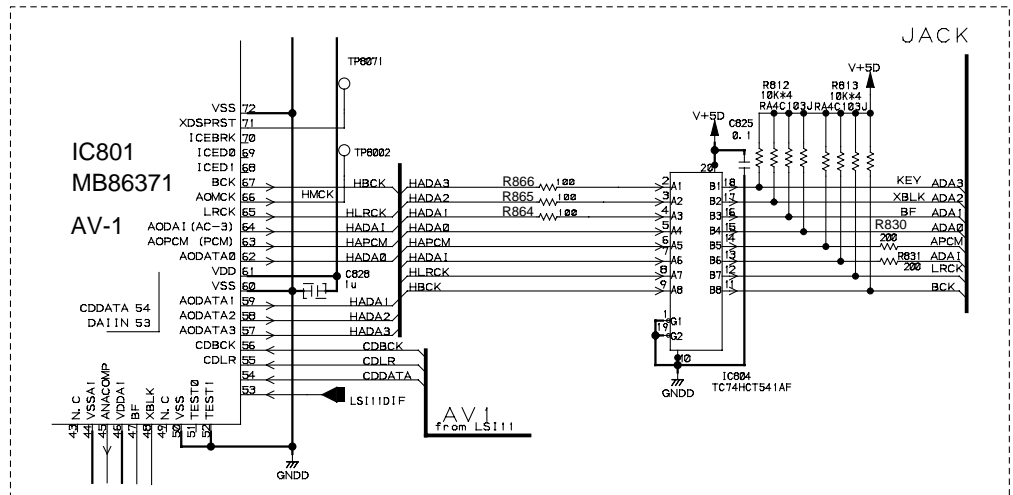 JACK
TP8071
V+5D
R812
10K*4
RA4C103J
R813
10K*4
RA4C103J
V+5D
C825
0.1
IC801
MB86371
AV-1
VSS 72
XDSPRST 71
ICEBRK 70
ICED0 69
ICED1 68
BCK 67
AOMCK 66
LRCK 65
AODAI (AC-3) 64
AOPCM (PCM) 63
AODATA0 62
VDD 61
VSS 60
AODATA1 59
AODATA2 58
AODATA3 57
CDBCK 56
CDLR 55
54
53
TP8002
HMCK
HBCK
HLRCK
HADAI
HAPCM
HADA0
C828
1u
HADA1
HADA2
HADA3
CDBCK
CDLR
CDDATA
LSI11DIF
CDDATA 54
DAIIN 53
HADA3 R866 100 2 A1 B1 18 KEY ADA3
HADA2 R865 100 3 A2 B2 17 XBLK ADA2
HADA1 R864 100 4 A3 B3 16 BF ADA1
HADA0 5 A4 B4 15 ADA0
HAPCM 6 A5 B5 14 R830 200 APCM
HADAI 7 A6 B6 13 R831 200 ADAI
HLRCK 8 A7 B7 12 LRCK
HBCK 9 A8 B8 11 BCK
20
1 G1
19 G2
10
IC804
TC74HCT541AF
GNDD
AV1
from LSI11
43 N.C
44 VSSA1
45 ANACOMP
46 VDDA1
47 BF
48 XBLK
49 N.C
50 VSS
51 TEST0
52 TEST1
GNDD